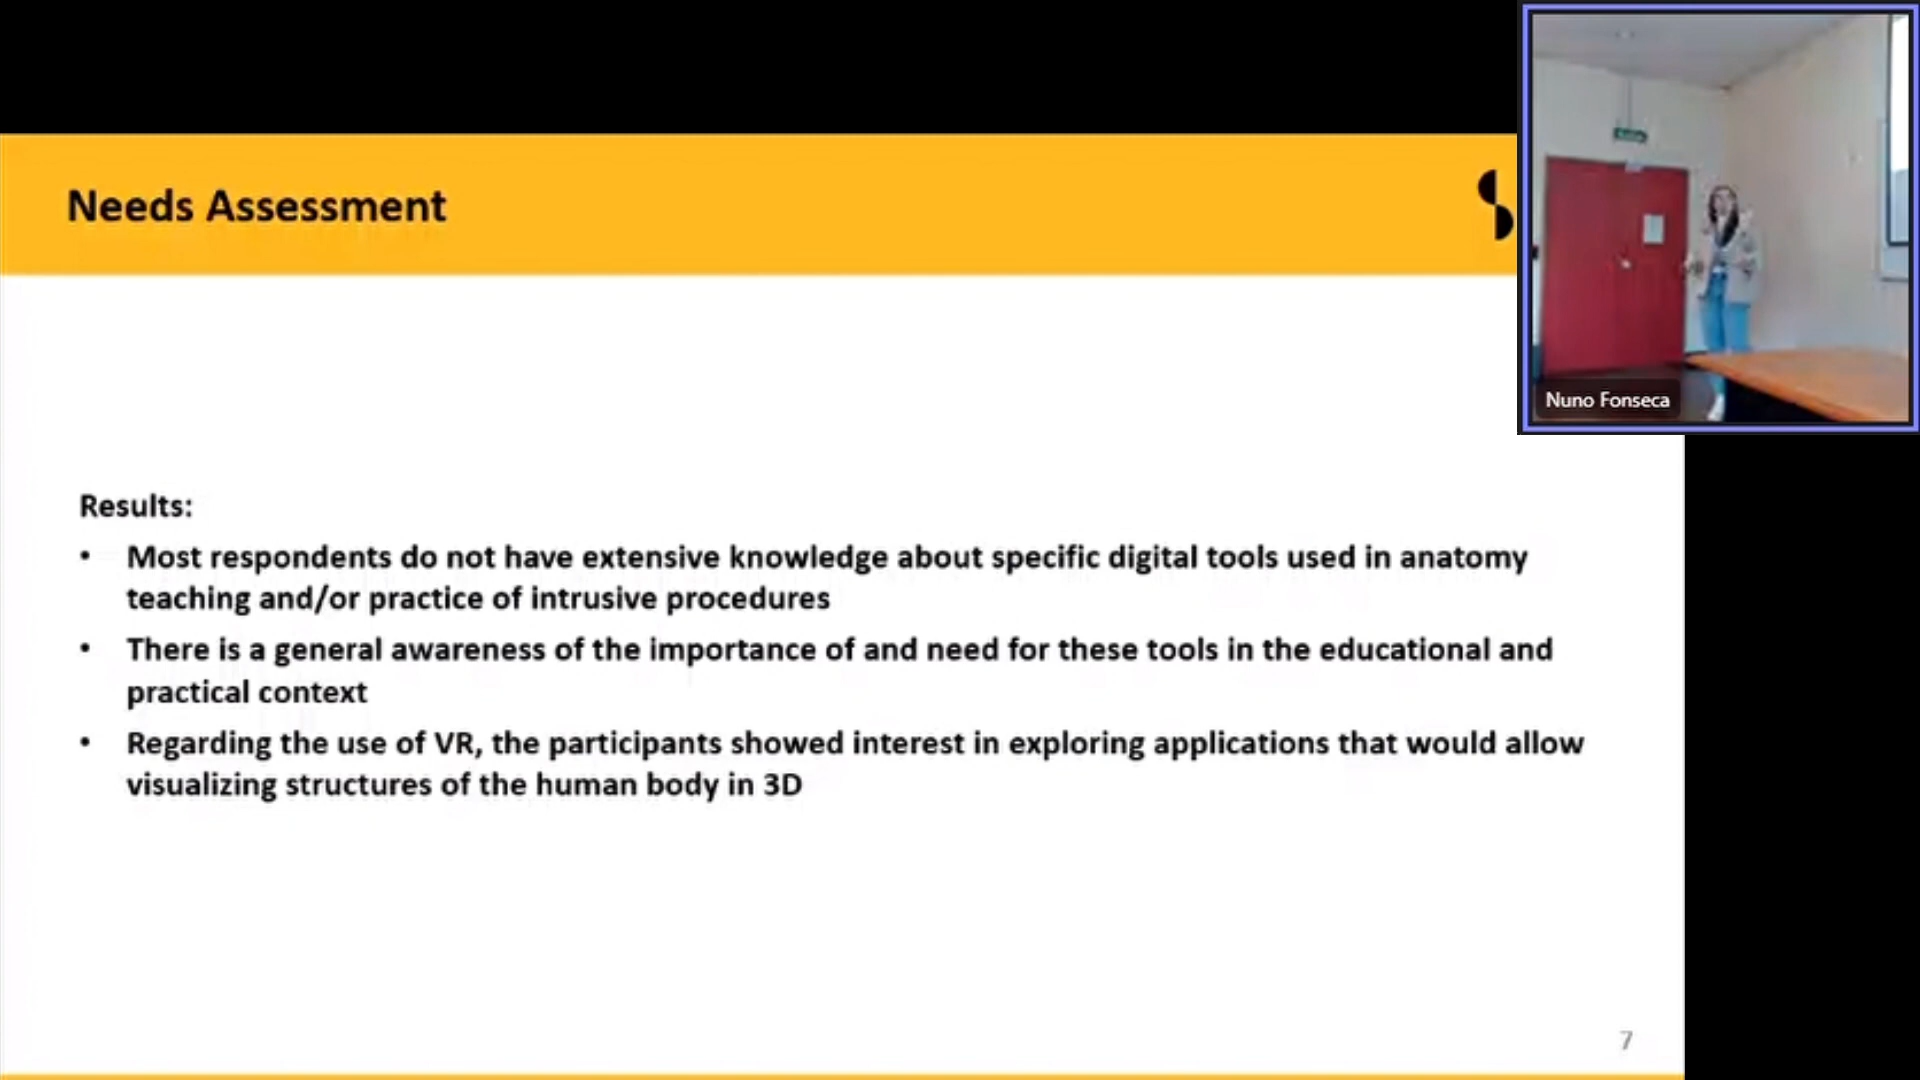 Needs Assessment
Nuno Fonseca
Results:
• Most respondents do not have extensive knowledge about specific digital tools used in anatomy
teaching and/or practice of intrusive procedures
• There is a general awareness of the importance of and need for these tools in the educational and
practical context
• Regarding the use of VR, the participants showed interest in exploring applications that would allow
visualizing structures of the human body in 3D
7